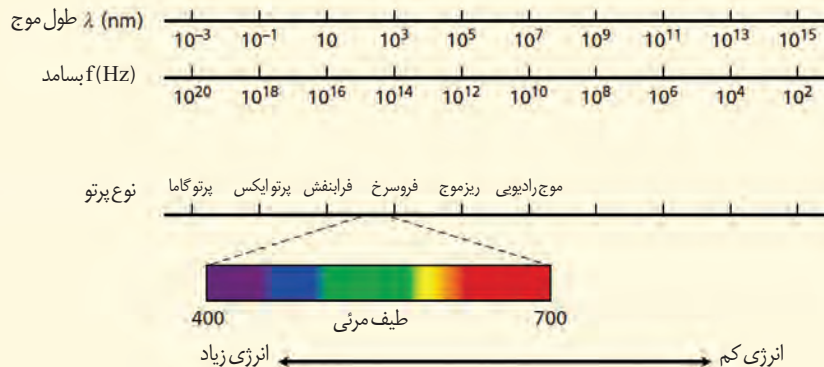 طول موج λ (nm)
10⁻³ 10⁻¹ 10 10³ 10⁵ 10⁷ 10⁹ 10¹¹ 10¹³ 10¹⁵
بسامد f(Hz)
10²⁰ 10¹⁸ 10¹⁶ 10¹⁴ 10¹² 10¹⁰ 10⁸ 10⁶ 10⁴ 10²
نوع پرتو
پرتو گاما پرتو ایکس فرابنفش فروسرخ ریزموج موج رادیویی
400 طیف مرئی 700
انرژی زیاد انرژی کم